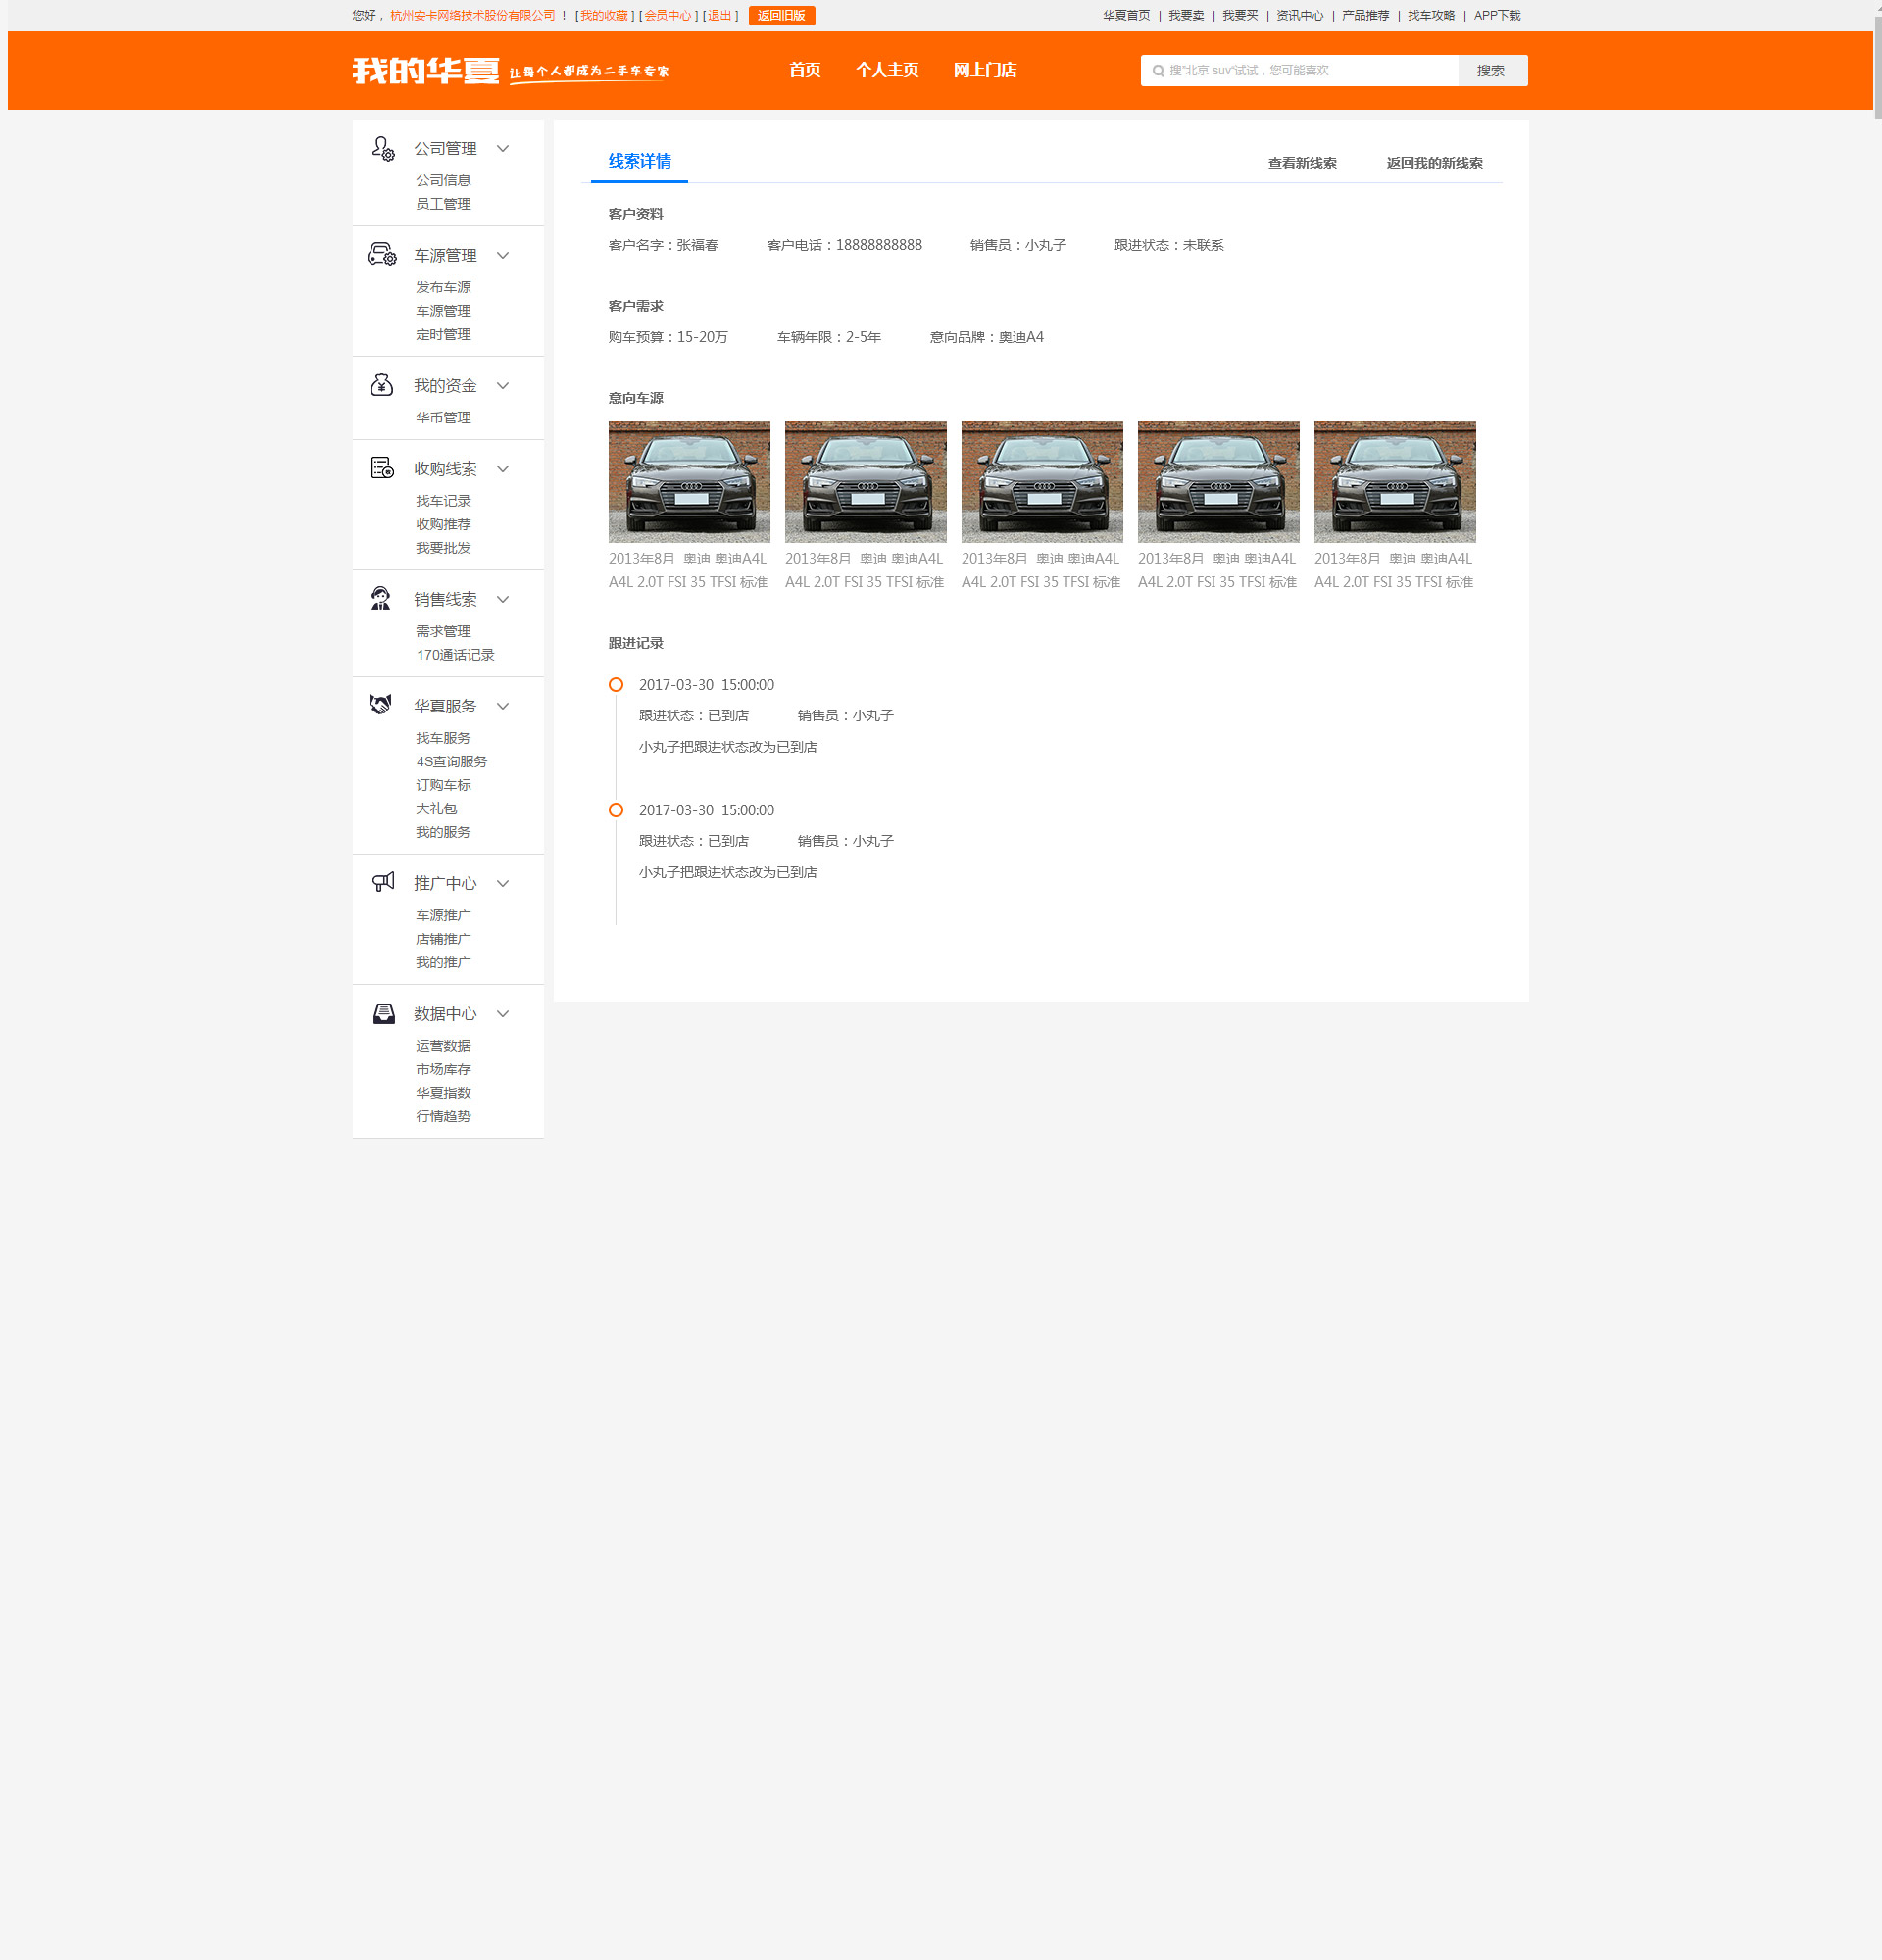 您好，杭州安卡网络技术股份有限公司 ！ [ 我的收藏 ] [ 会员中心 ] [ 退出 ] 返回旧版
华夏首页 | 我要卖 | 我要买 | 资讯中心 | 产品推荐 | 找车攻略 | APP下载
我的华夏 让每个人都成为二手车专家
首页 个人主页 网上门店
搜“北京 suv”试试，您可能喜欢 搜索
公司管理
公司信息
员工管理
车源管理
发布车源
车源管理
定时管理
我的资金
华币管理
收购线索
找车记录
收购推荐
我要批发
销售线索
需求管理
170通话记录
华夏服务
找车服务
4S查询服务
订购车标
大礼包
我的服务
推广中心
车源推广
店铺推广
我的推广
数据中心
运营数据
市场库存
华夏指数
行情趋势
线索详情 查看新线索 返回我的新线索
客户资料
客户名字：张福春 客户电话：18888888888 销售员：小丸子 跟进状态：未联系
客户需求
购车预算：15-20万 车辆年限：2-5年 意向品牌：奥迪A4
意向车源
2013年8月 奥迪 奥迪A4L
A4L 2.0T FSI 35 TFSI 标准
2013年8月 奥迪 奥迪A4L
A4L 2.0T FSI 35 TFSI 标准
2013年8月 奥迪 奥迪A4L
A4L 2.0T FSI 35 TFSI 标准
2013年8月 奥迪 奥迪A4L
A4L 2.0T FSI 35 TFSI 标准
2013年8月 奥迪 奥迪A4L
A4L 2.0T FSI 35 TFSI 标准
跟进记录
2017-03-30 15:00:00
跟进状态：已到店 销售员：小丸子
小丸子把跟进状态改为已到店
2017-03-30 15:00:00
跟进状态：已到店 销售员：小丸子
小丸子把跟进状态改为已到店